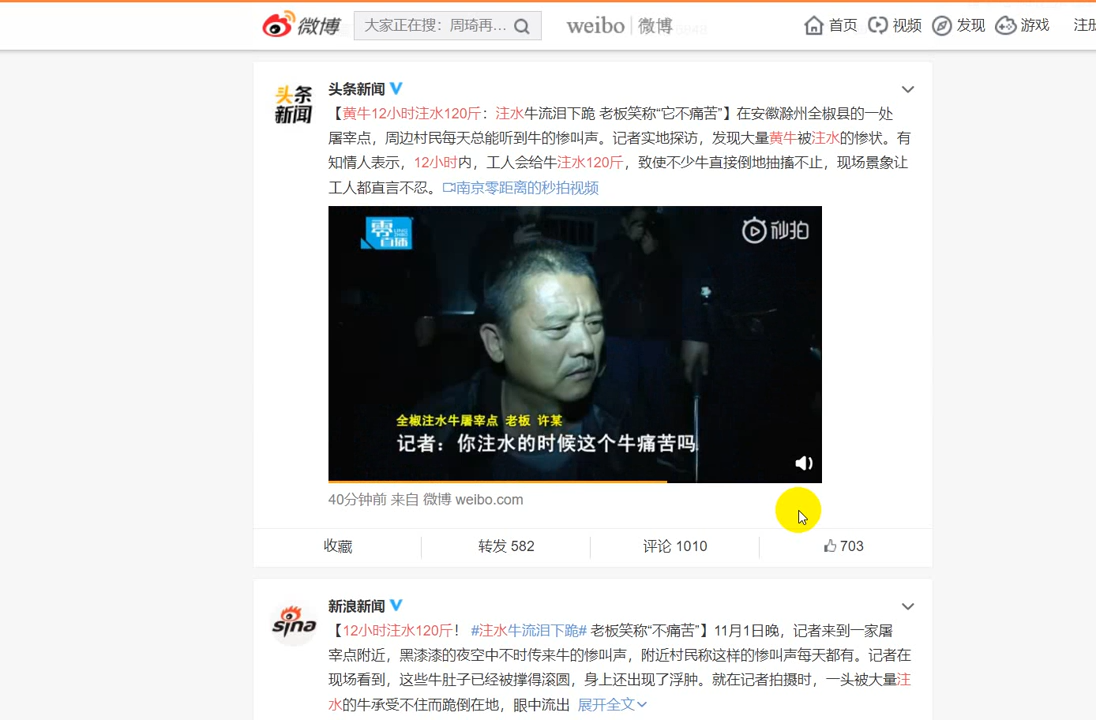 微博
大家正在搜：周琦再...
weibo | 微博
首页 视频 发现 游戏 注册
头条新闻
【黄牛12小时注水120斤：注水牛流泪下跪 老板笑称“它不痛苦”】在安徽滁州全椒县的一处
屠宰点，周边村民每天总能听到牛的惨叫声。记者实地探访，发现大量黄牛被注水的惨状。有
知情人表示，12小时内，工人会给牛注水120斤，致使不少牛直接倒地抽搐不止，现场景象让
工人都直言不忍。南京零距离的秒拍视频
头条
新闻
零
直播
秒拍
全椒注水牛屠宰点 老板 许某
记者：你注水的时候这个牛痛苦吗
40分钟前 来自 微博 weibo.com
收藏 转发 582 评论 1010 703
新浪新闻
sina
【12小时注水120斤！ #注水牛流泪下跪# 老板笑称“不痛苦”】11月1日晚，记者来到一家屠
宰点附近，黑漆漆的夜空中不时传来牛的惨叫声，附近村民称这样的惨叫声每天都有。记者在
现场看到，这些牛肚子已经被撑得滚圆，身上还出现了浮肿。就在记者拍摄时，一头被大量注
水的牛承受不住而跪倒在地，眼中流出 展开全文